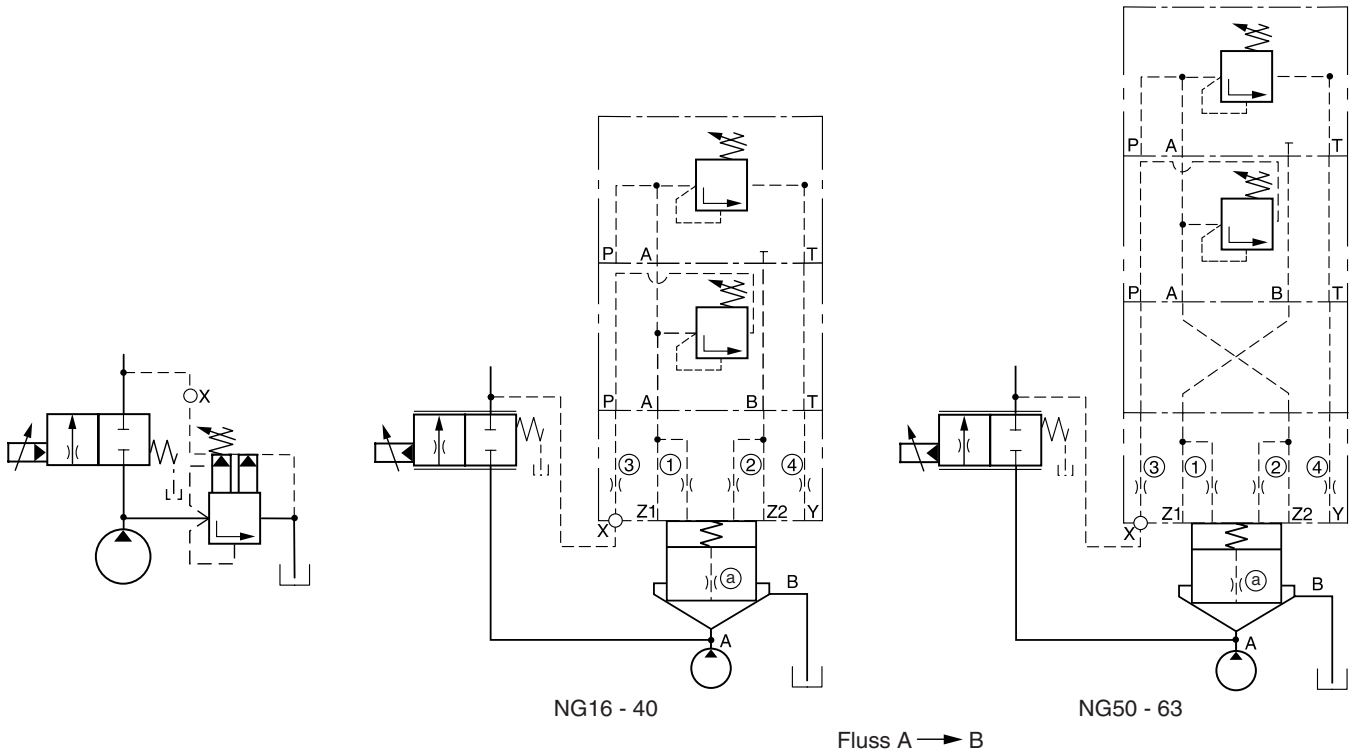 X
P A T
P A B T
③ ① ② ④
X Z1 Z2 Y
ⓐ
B
A
NG16 - 40
P A T
P A B T
③ ① ② ④
X Z1 Z2 Y
ⓐ
B
A
NG50 - 63
Fluss A B